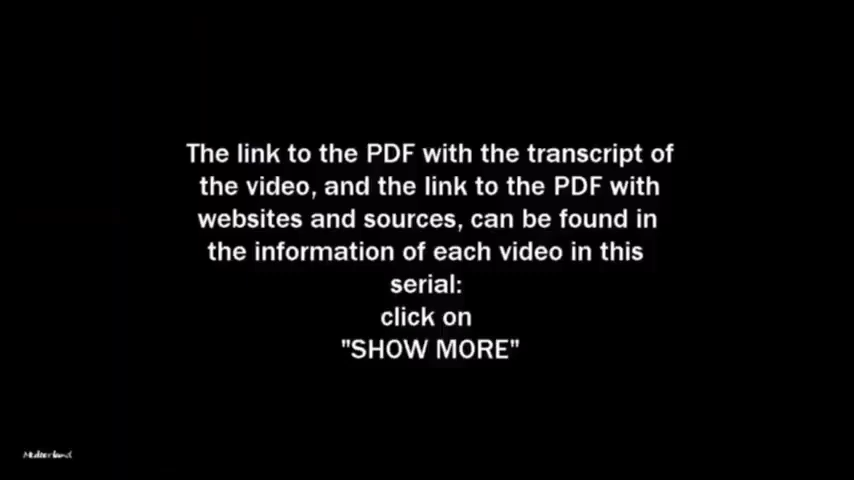 The link to the PDF with the transcript of
the video, and the link to the PDF with
websites and sources, can be found in
the information of each video in this
serial:
click on
"SHOW MORE"